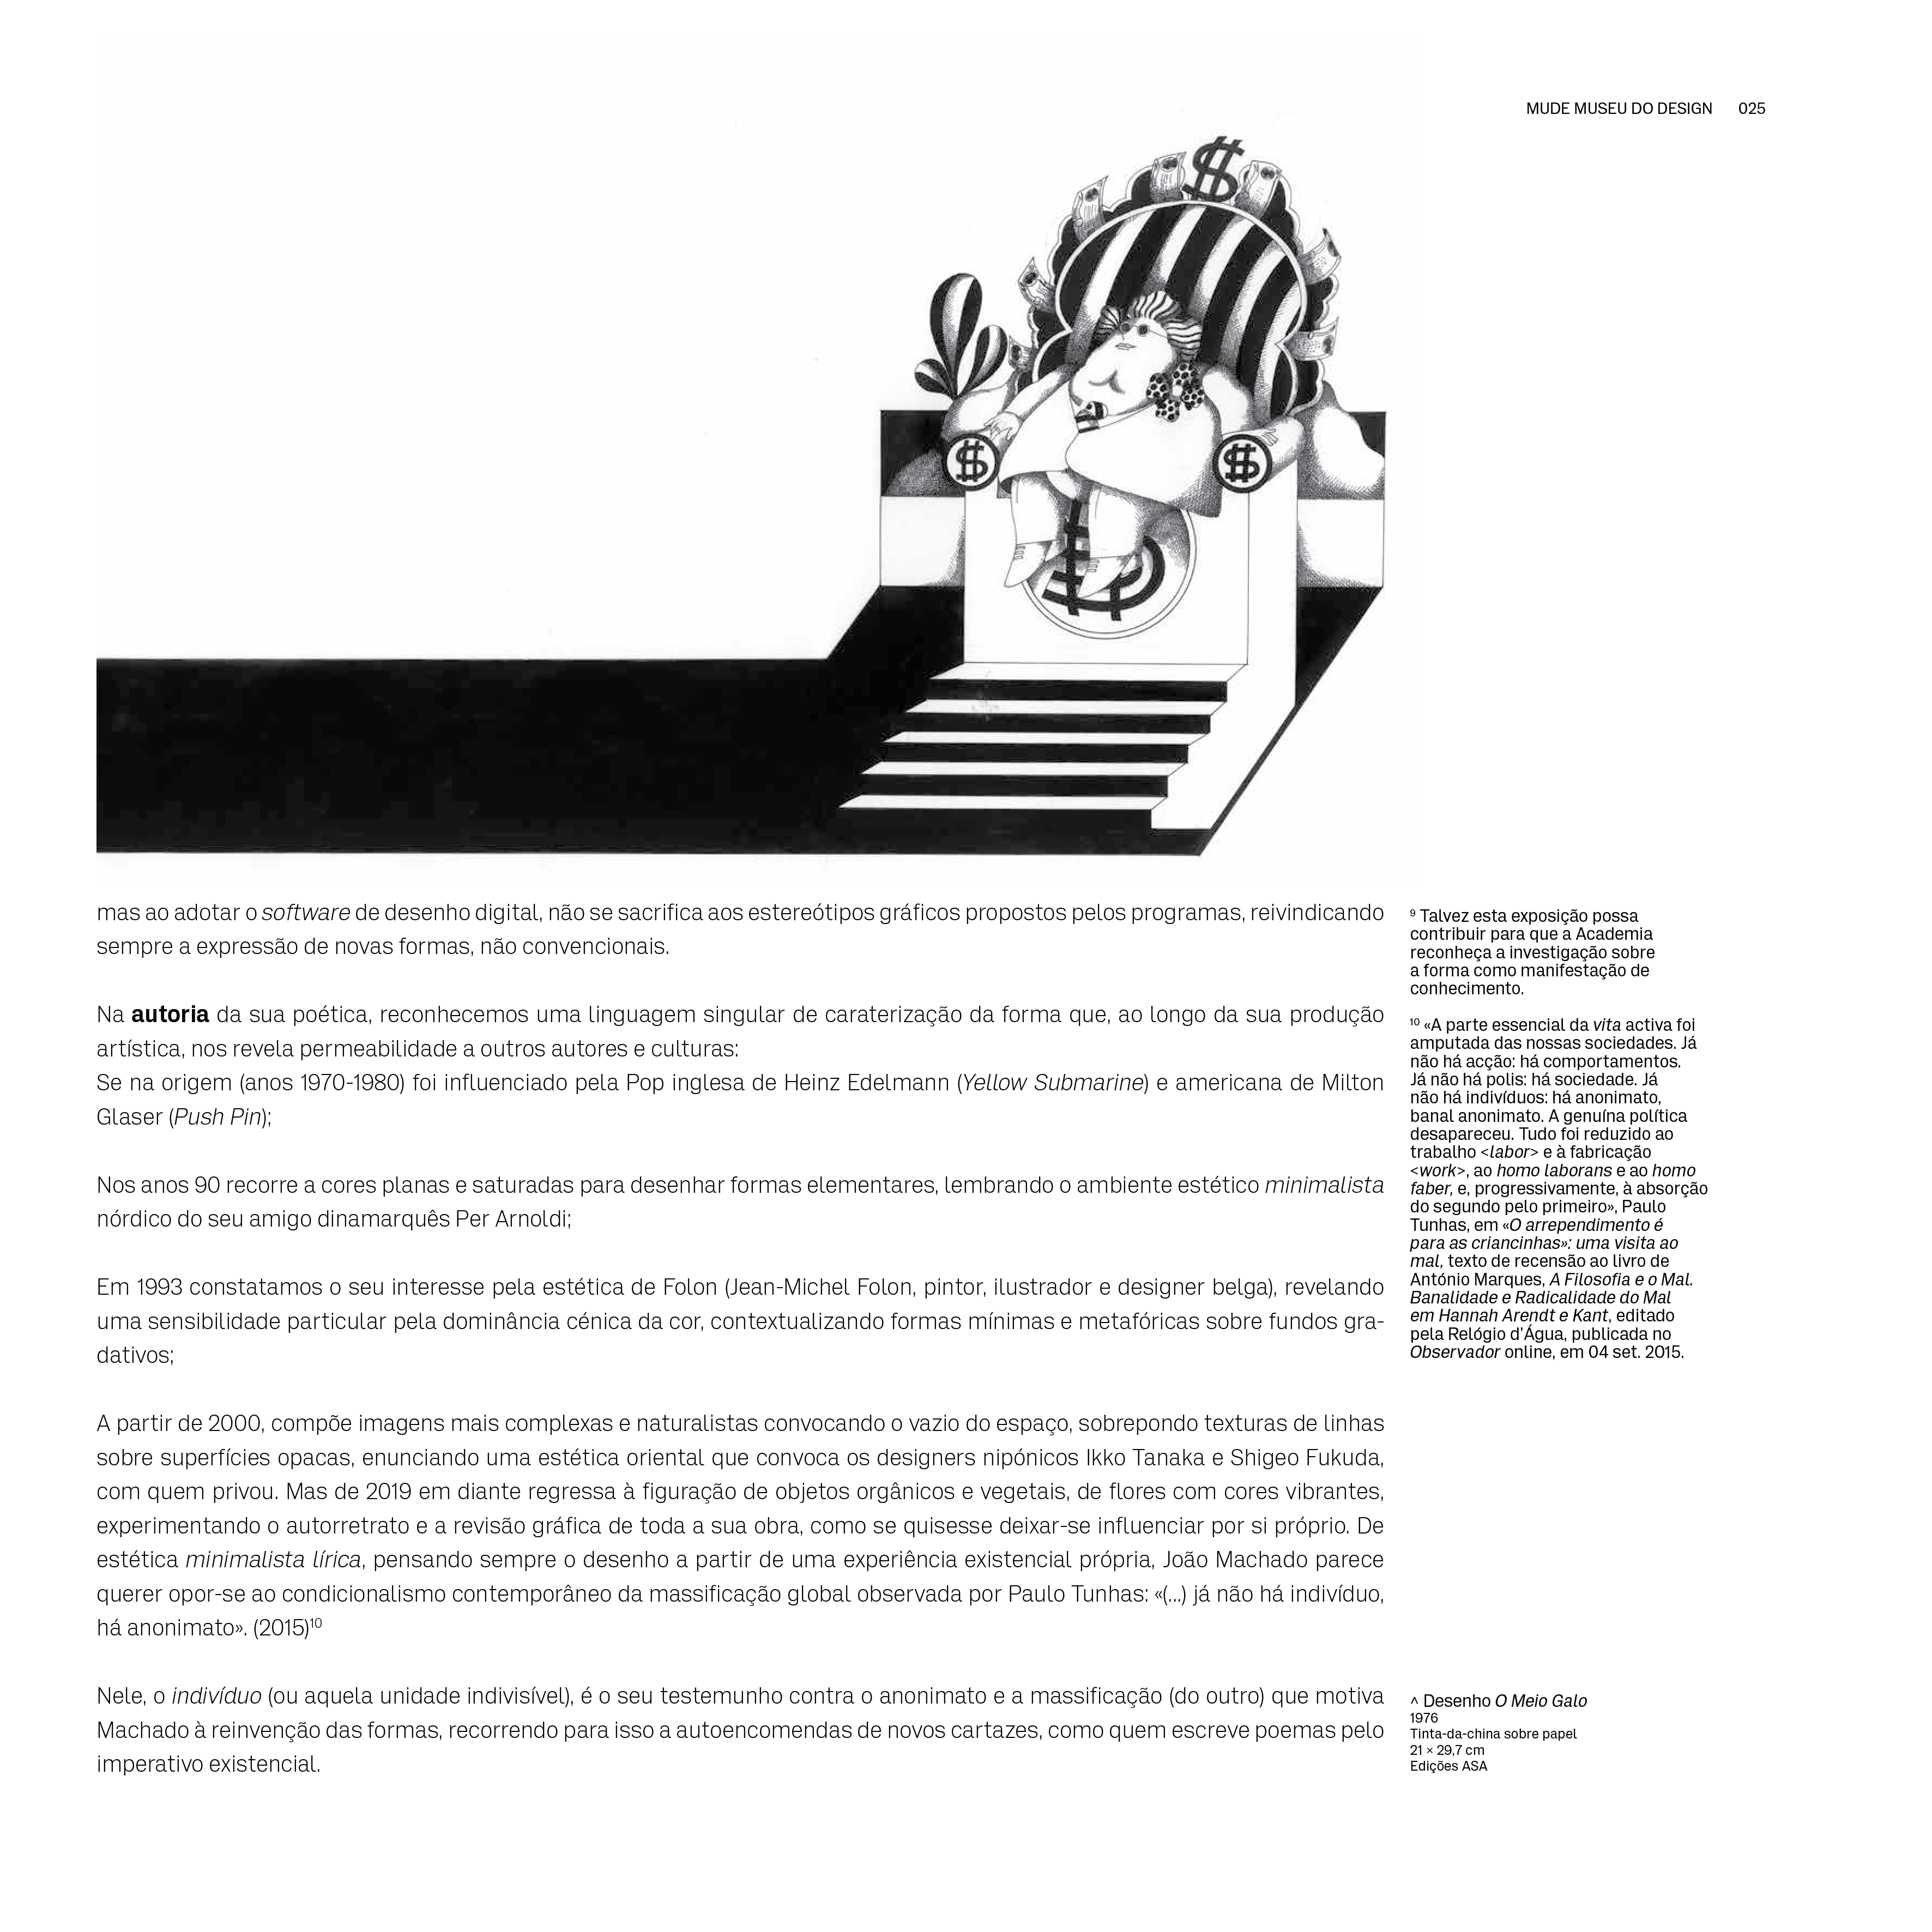 MUDE MUSEU DO DESIGN 025
mas ao adotar o software de desenho digital, não se sacrifica aos estereótipos gráficos propostos pelos programas, reivindicando
sempre a expressão de novas formas, não convencionais.
Na autoria da sua poética, reconhecemos uma linguagem singular de caraterização da forma que, ao longo da sua produção
artística, nos revela permeabilidade a outros autores e culturas:
Se na origem (anos 1970-1980) foi influenciado pela Pop inglesa de Heinz Edelmann (Yellow Submarine) e americana de Milton
Glaser (Push Pin);
Nos anos 90 recorre a cores planas e saturadas para desenhar formas elementares, lembrando o ambiente estético minimalista
nórdico do seu amigo dinamarquês Per Arnoldi;
Em 1993 constatamos o seu interesse pela estética de Folon (Jean-Michel Folon, pintor, ilustrador e designer belga), revelando
uma sensibilidade particular pela dominância cénica da cor, contextualizando formas mínimas e metafóricas sobre fundos gra-
dativos;
A partir de 2000, compõe imagens mais complexas e naturalistas convocando o vazio do espaço, sobrepondo texturas de linhas
sobre superfícies opacas, enunciando uma estética oriental que convoca os designers nipónicos Ikko Tanaka e Shigeo Fukuda,
com quem privou. Mas de 2019 em diante regressa à figuração de objetos orgânicos e vegetais, de flores com cores vibrantes,
experimentando o autorretrato e a revisão gráfica de toda a sua obra, como se quisesse deixar-se influenciar por si próprio. De
estética minimalista lírica, pensando sempre o desenho a partir de uma experiência existencial própria, João Machado parece
querer opor-se ao condicionalismo contemporâneo da massificação global observada por Paulo Tunhas: «(...) já não há indivíduo,
há anonimato». (2015)¹⁰
Nele, o indivíduo (ou aquela unidade indivisível), é o seu testemunho contra o anonimato e a massificação (do outro) que motiva
Machado à reinvenção das formas, recorrendo para isso a autoencomendas de novos cartazes, como quem escreve poemas pelo
imperativo existencial.
⁹ Talvez esta exposição possa
contribuir para que a Academia
reconheça a investigação sobre
a forma como manifestação de
conhecimento.
¹⁰ «A parte essencial da vita activa foi
amputada das nossas sociedades. Já
não há acção: há comportamentos.
Já não há polis: há sociedade. Já
não há indivíduos: há anonimato,
banal anonimato. A genuína política
desapareceu. Tudo foi reduzido ao
trabalho <labor> e à fabricação
<work>, ao homo laborans e ao homo
faber, e, progressivamente, à absorção
do segundo pelo primeiro», Paulo
Tunhas, em «O arrependimento é
para as criancinhas»: uma visita ao
mal, texto de recensão ao livro de
António Marques, A Filosofia e o Mal.
Banalidade e Radicalidade do Mal
em Hannah Arendt e Kant, editado
pela Relógio d'Água, publicada no
Observador online, em 04 set. 2015.
^ Desenho O Meio Galo
1976
Tinta-da-china sobre papel
21 × 29,7 cm
Edições ASA